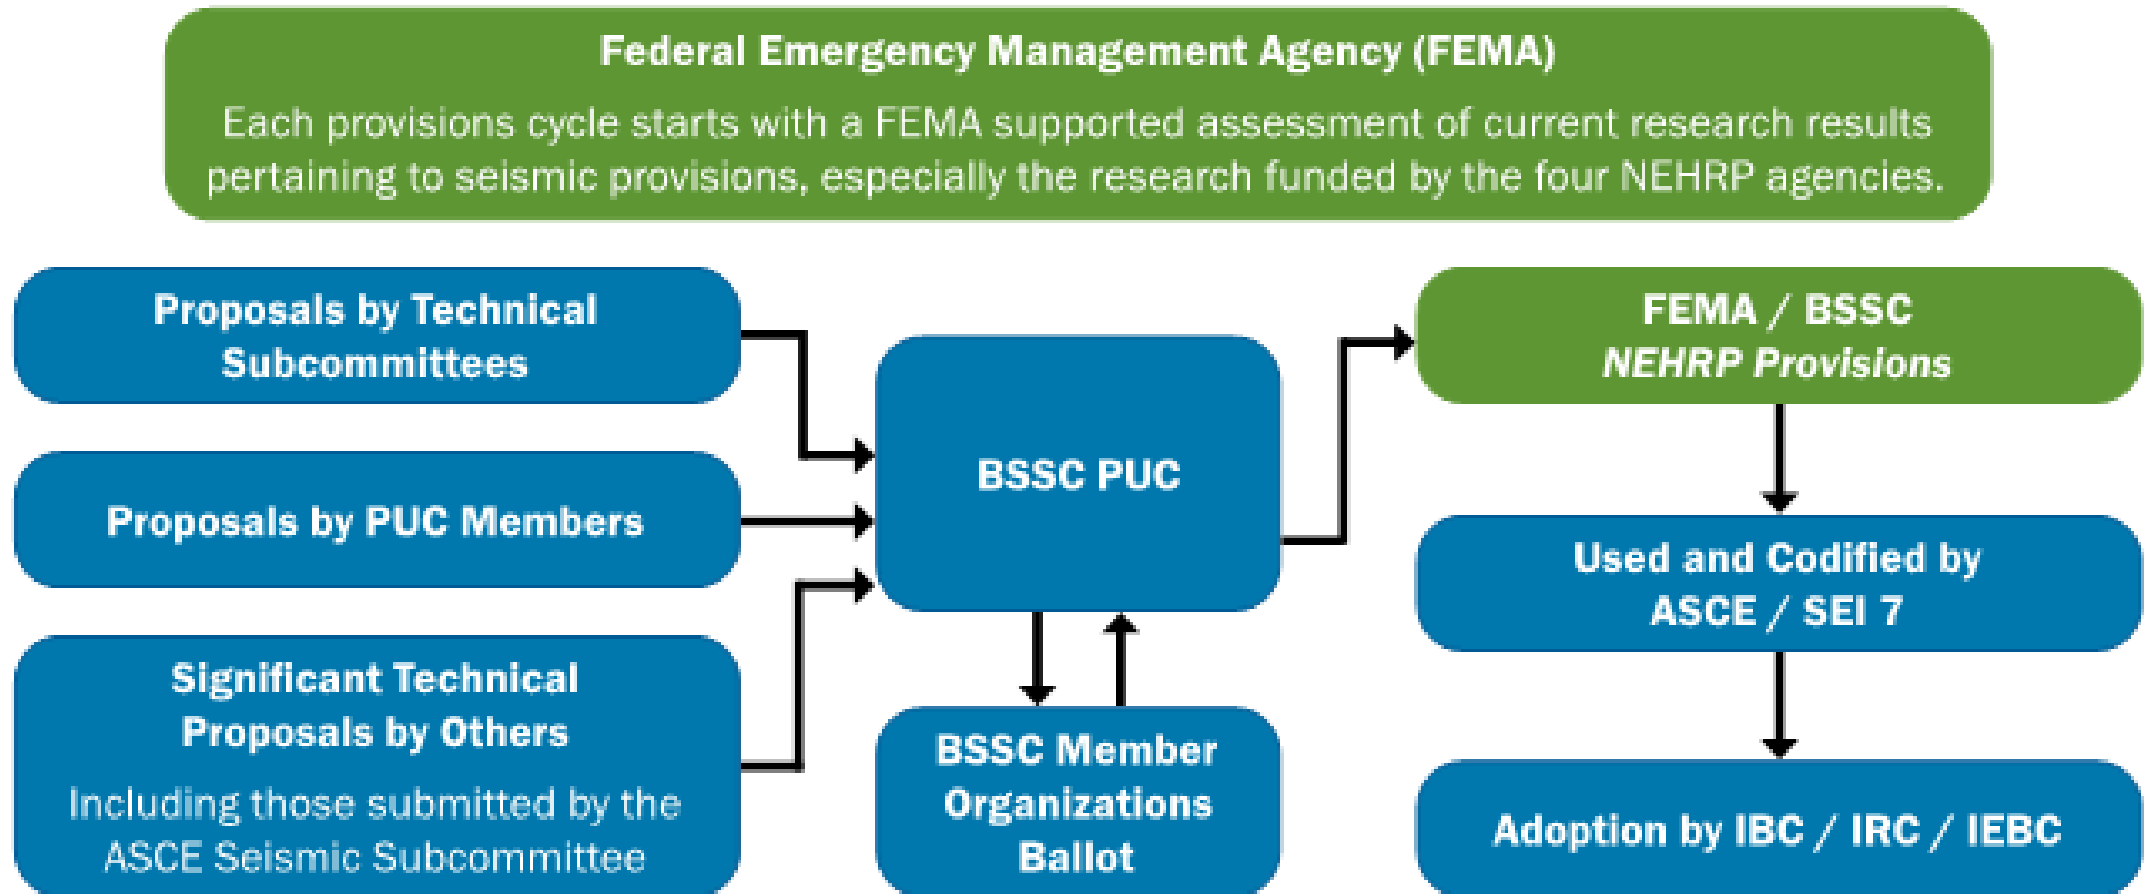 Federal Emergency Management Agency (FEMA)
Each provisions cycle starts with a FEMA supported assessment of current research results
pertaining to seismic provisions, especially the research funded by the four NEHRP agencies.
Proposals by Technical
Subcommittees
Proposals by PUC Members
Significant Technical
Proposals by Others
Including those submitted by the
ASCE Seismic Subcommittee
BSSC PUC
BSSC Member
Organizations
Ballot
FEMA / BSSC
NEHRP Provisions
Used and Codified by
ASCE / SEI 7
Adoption by IBC / IRC / IEBC